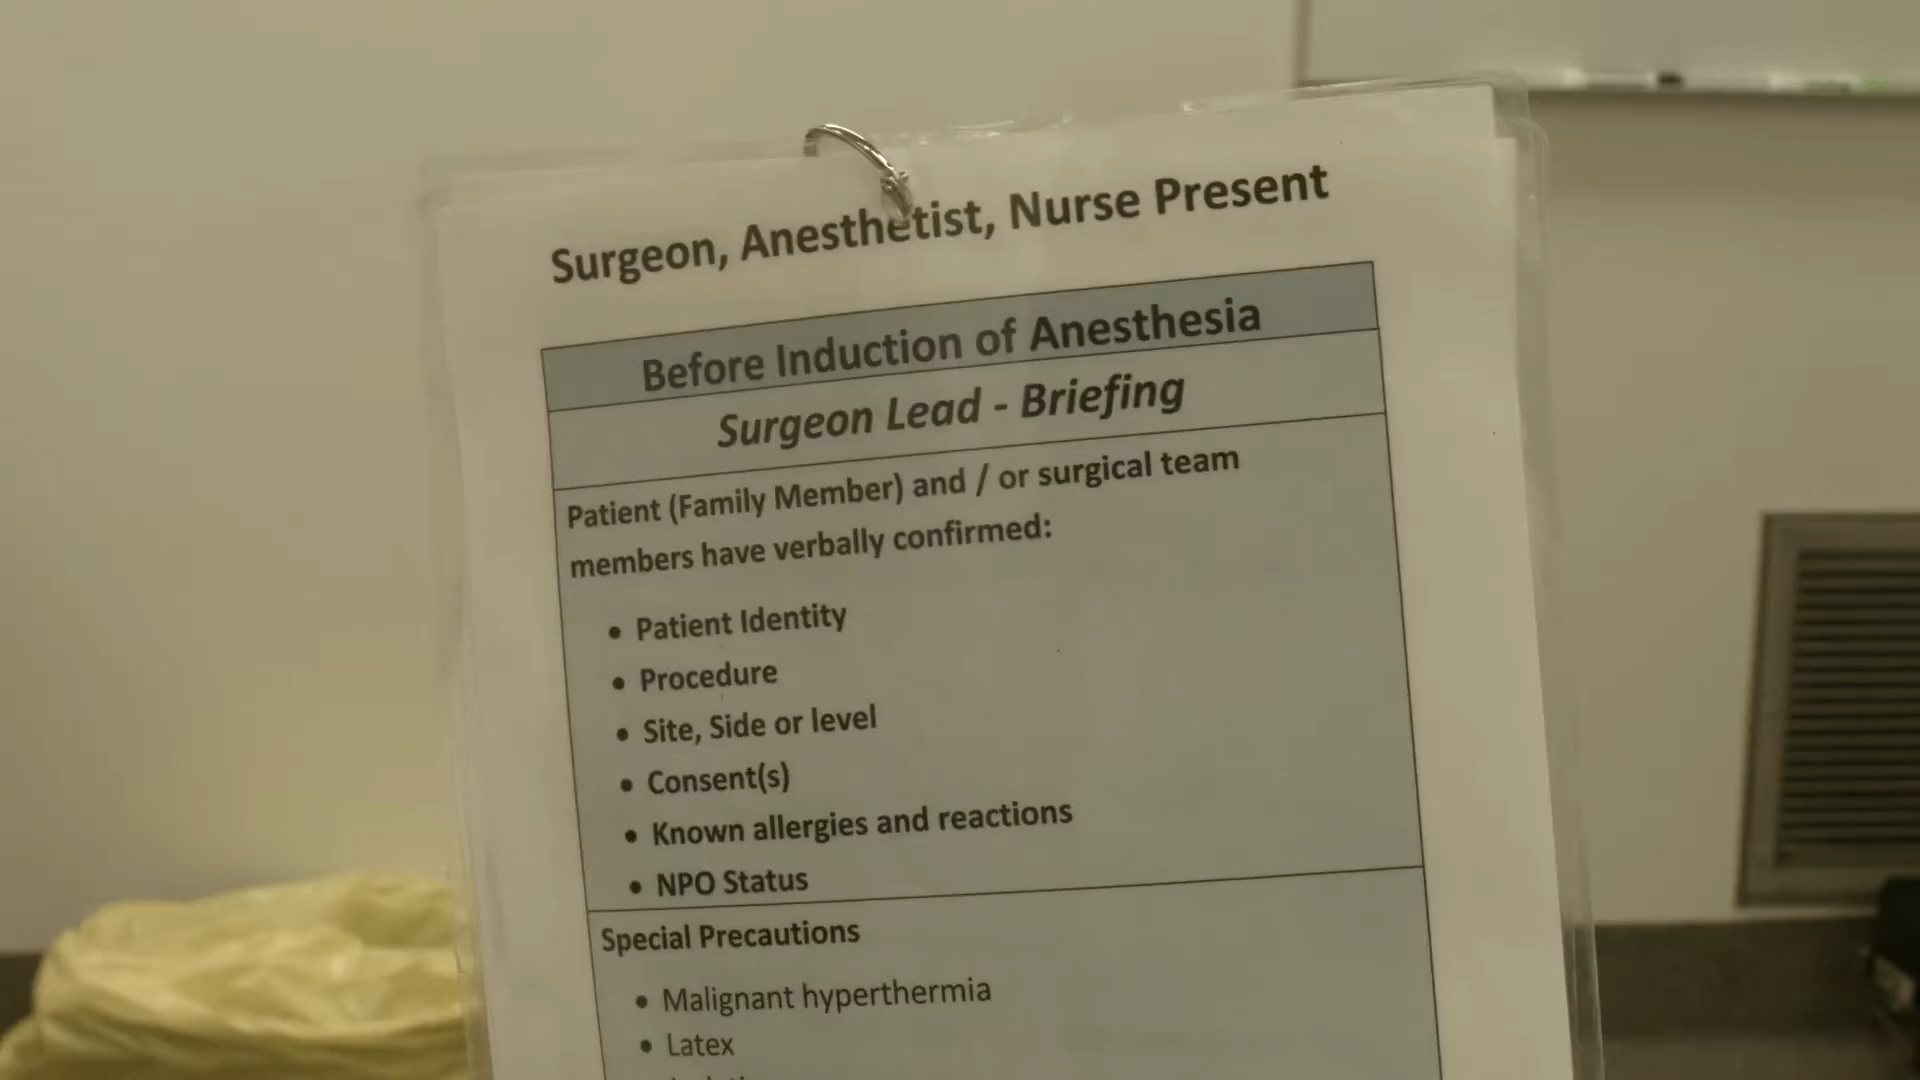 Surgeon, Anesthetist, Nurse Present
Before Induction of Anesthesia
Surgeon Lead - Briefing
Patient (Family Member) and / or surgical team
members have verbally confirmed:
• Patient Identity
• Procedure
• Site, Side or level
• Consent(s)
• Known allergies and reactions
• NPO Status
Special Precautions
• Malignant hyperthermia
• Latex